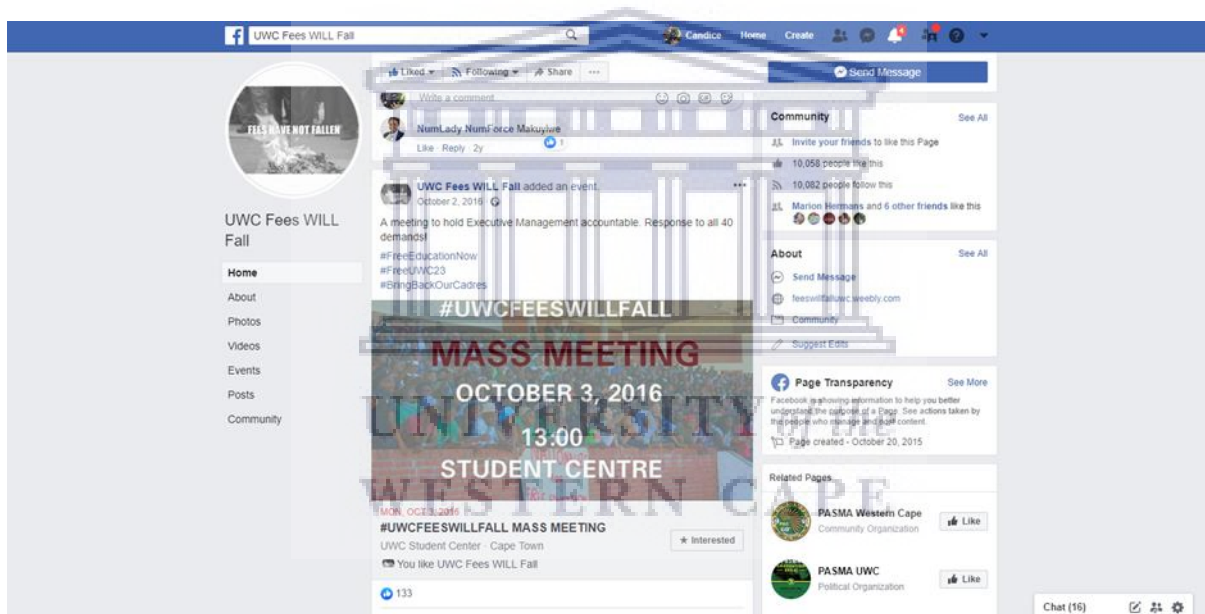 UWC Fees WILL Fall
Candice Home Create
FEES HAVE NOT FALLEN
UWC Fees WILL
Fall
Home
About
Photos
Videos
Events
Posts
Community
Liked Following Share
Write a comment
NumLady NumForce Makuyiwe
Like · Reply · 2y 1
UWC Fees WILL Fall added an event.
October 2, 2016
A meeting to hold Executive Management accountable. Response to all 40
demands!
#FreeEducationNow
#FreeUWC23
#BringBackOurCadres
#UWCFEESWILLFALL
MASS MEETING
OCTOBER 3, 2016
13:00
STUDENT CENTRE
MON, OCT 3, 2016
#UWCFEESWILLFALL MASS MEETING
UWC Student Center · Cape Town
Interested
You like UWC Fees WILL Fall
133
Send Message
Community See All
Invite your friends to like this Page
10,058 people like this
10,082 people follow this
Marion Hermans and 6 other friends like this
About See All
Send Message
feeswillfalluwc.weebly.com
Community
Suggest Edits
Page Transparency See More
Facebook is showing information to help you better
understand the purpose of a Page. See actions taken by
the people who manage and post content.
Page created - October 20, 2015
Related Pages
PASMA Western Cape
Community Organization
Like
PASMA UWC
Political Organization
Like
Chat (16)
UNIVERSITY of the
WESTERN CAPE